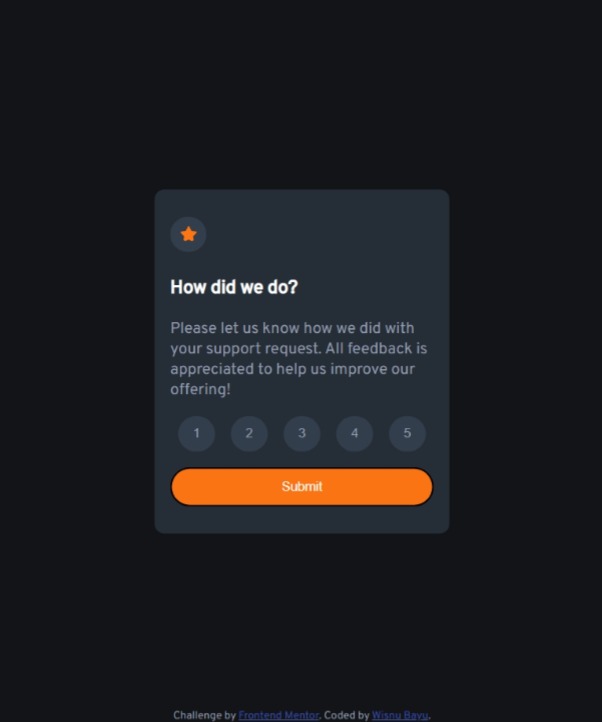 How did we do?
Please let us know how we did with
your support request. All feedback is
appreciated to help us improve our
offering!
1 2 3 4 5
Submit
Challenge by Frontend Mentor. Coded by Wisnu Bayu.